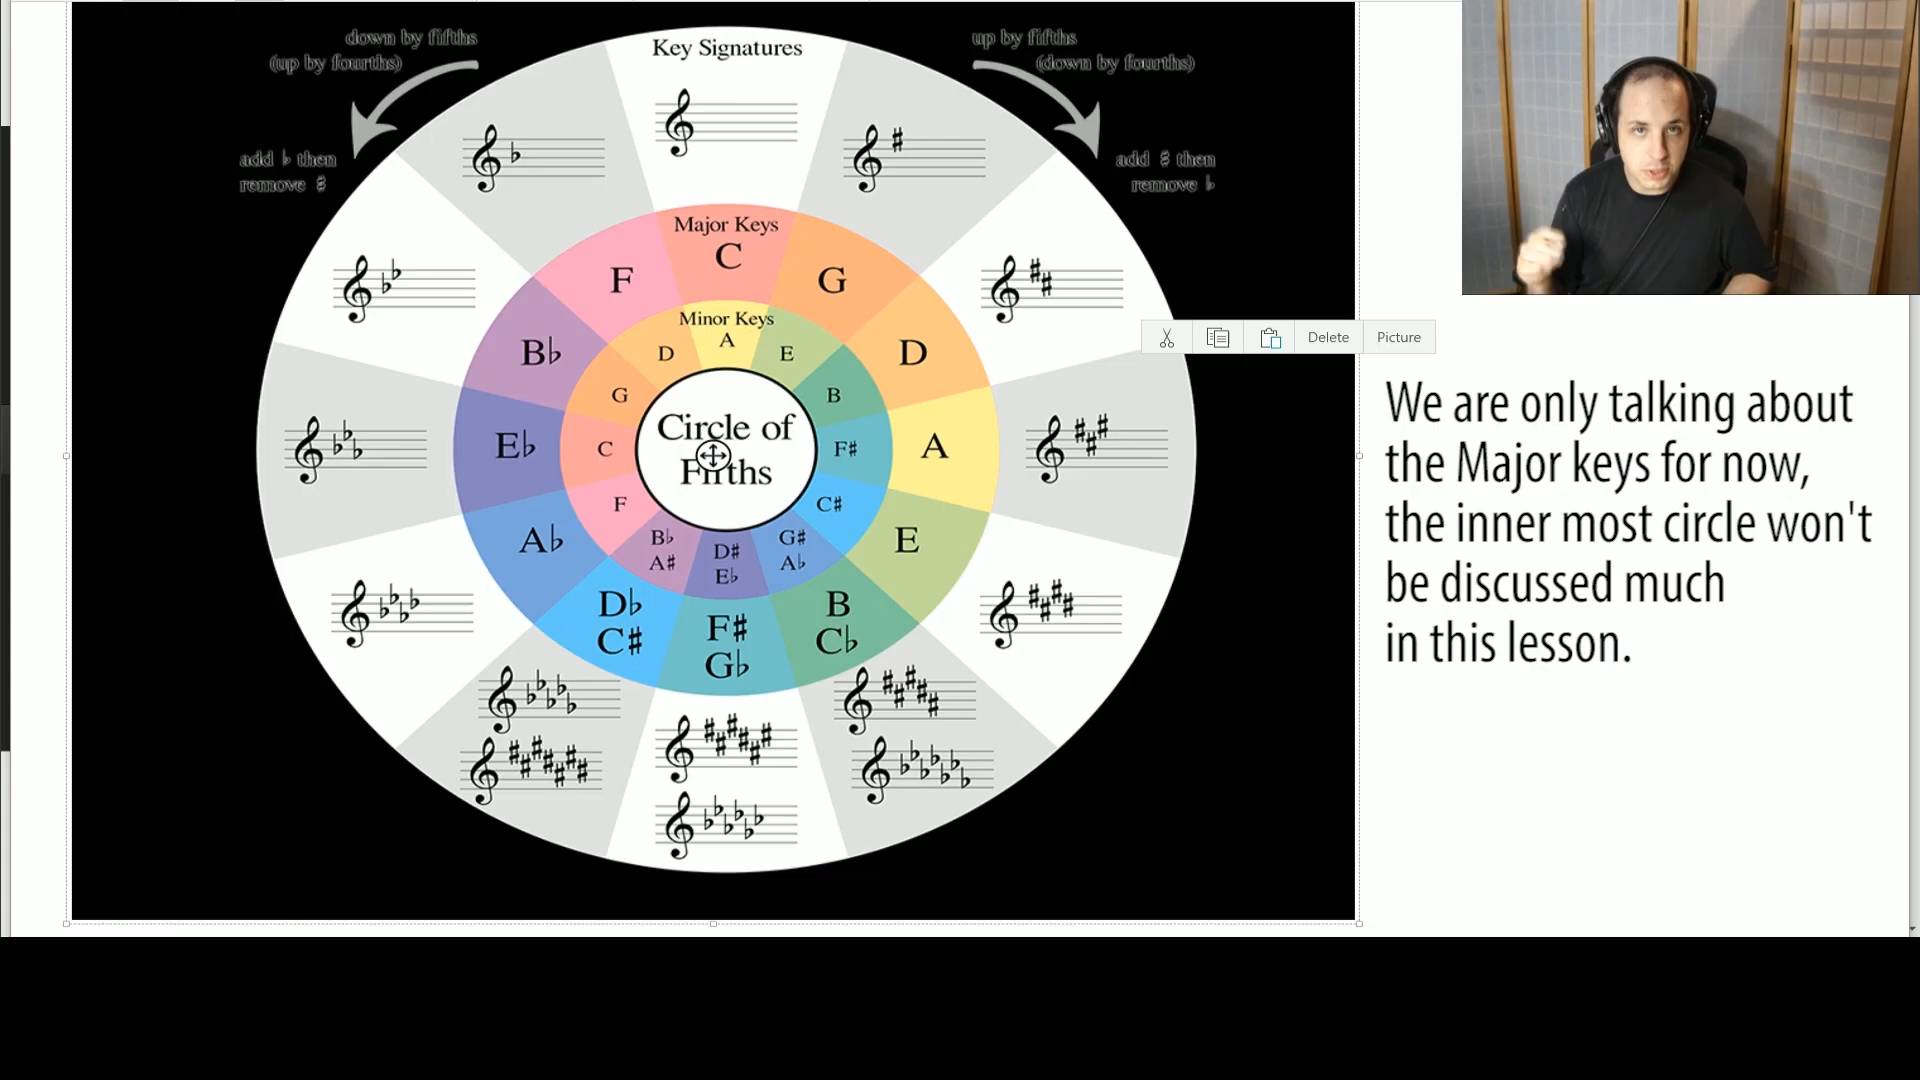 down by fifths
(up by fourths)
Key Signatures
up by fifths
(down by fourths)
add ♭ then
remove ♯
add ♯ then
remove ♭
Major Keys
C
F
G
B♭
D
E♭
A
A♭
E
D♭
C♯
F♯
G♭
B
C♭
Minor Keys
A
D
E
G
B
C
F♯
F
C♯
B♭
A♯
D♯
E♭
G♯
A♭
Circle of
Fifths
Delete
Picture
We are only talking about
the Major keys for now,
the inner most circle won't
be discussed much
in this lesson.